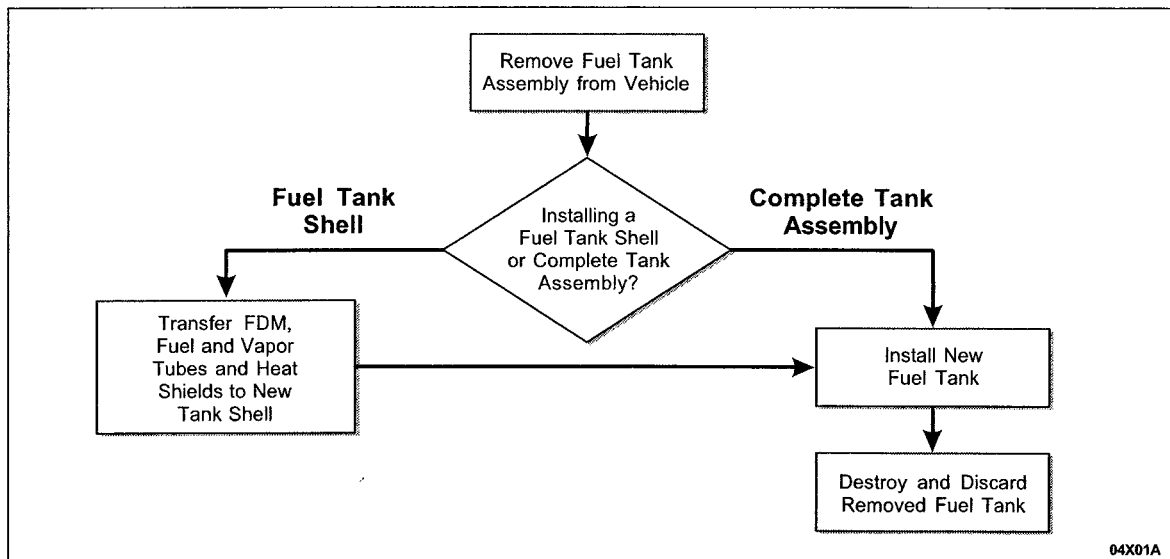 Remove Fuel Tank
Assembly from Vehicle
Fuel Tank
Shell
Complete Tank
Assembly
Installing a
Fuel Tank Shell
or Complete Tank
Assembly?
Transfer FDM,
Fuel and Vapor
Tubes and Heat
Shields to New
Tank Shell
Install New
Fuel Tank
Destroy and Discard
Removed Fuel Tank
04X01A